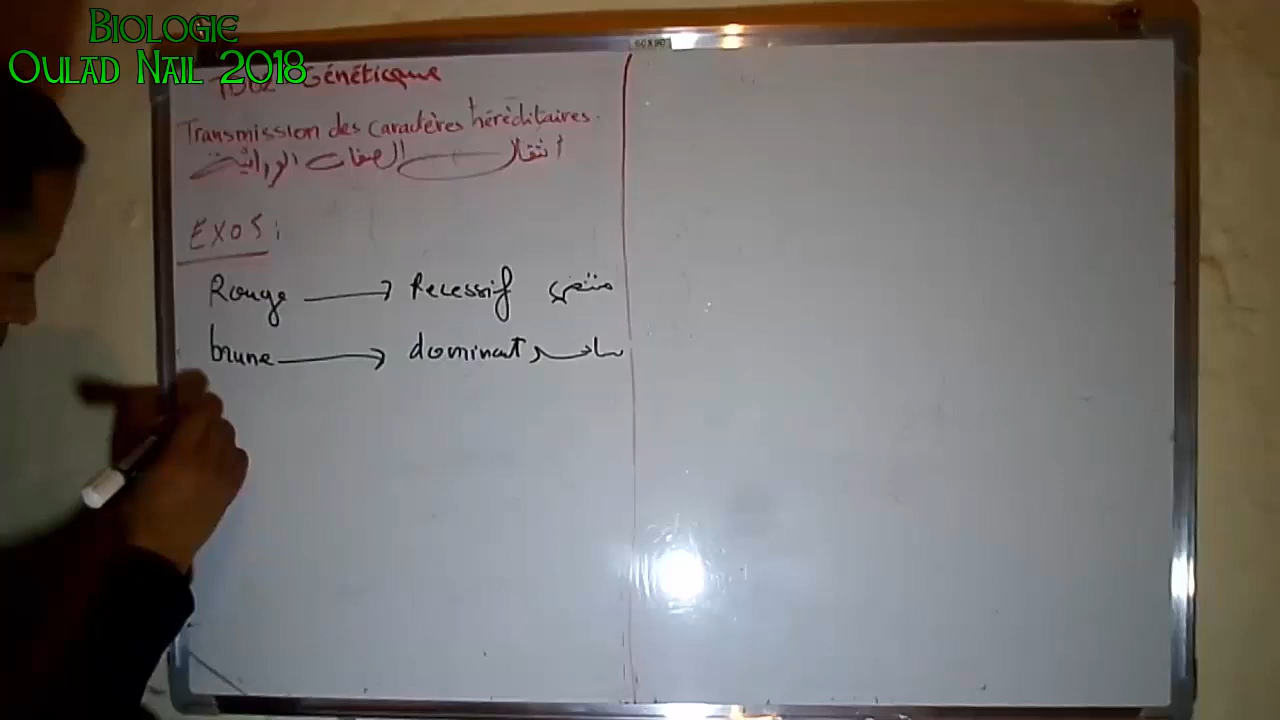 BIOLOGIE
OULAD NAIL 2018
Génétique
Transmission des caractères héréditaires.
انتقال الصفات الوراثية
EXOS:
Rouge → Recessif متنحي
brune → dominant سائد
60X90